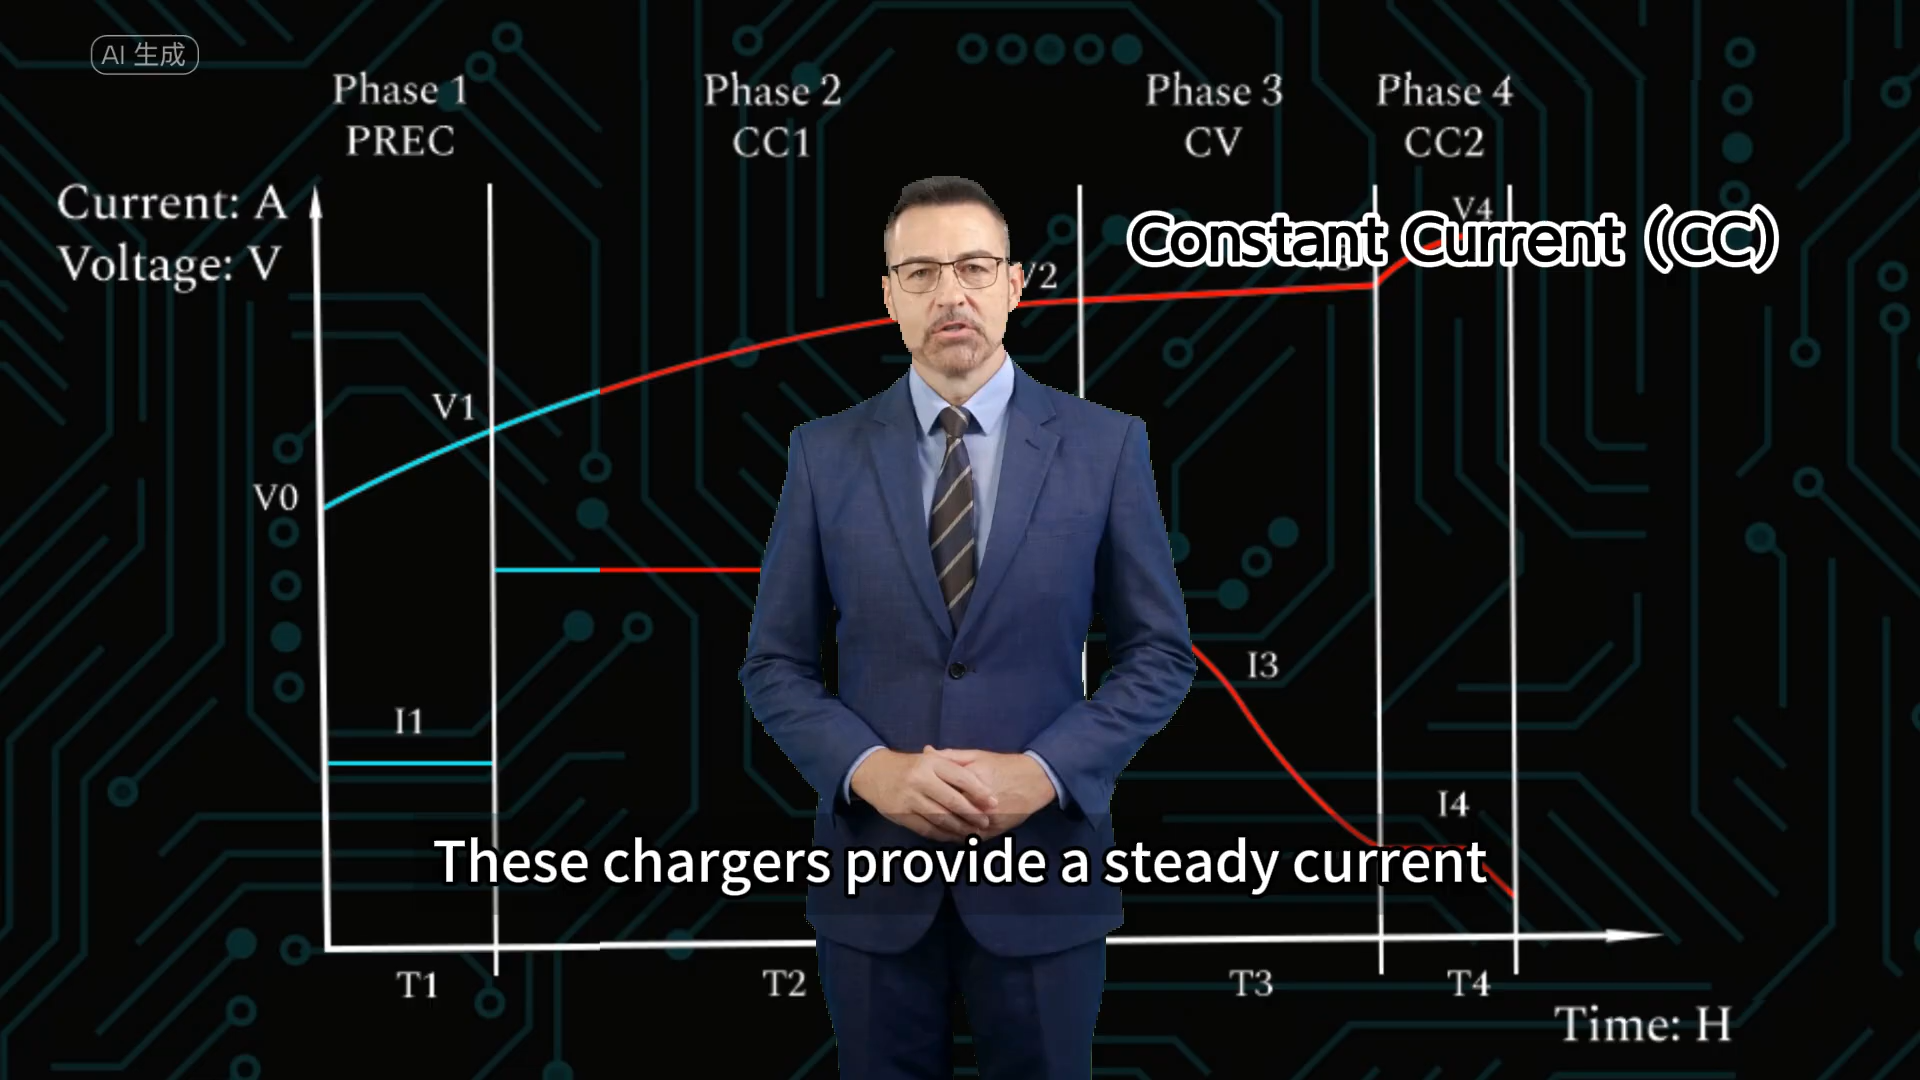 AI 生成
Phase 1
PREC
Phase 2
CC1
Phase 3
CV
Phase 4
CC2
Current: A
Voltage: V
V4
Constant Current (CC)
V2
V1
V0
I1
I3
I4
These chargers provide a steady current
T1
T2
T3
T4
Time: H